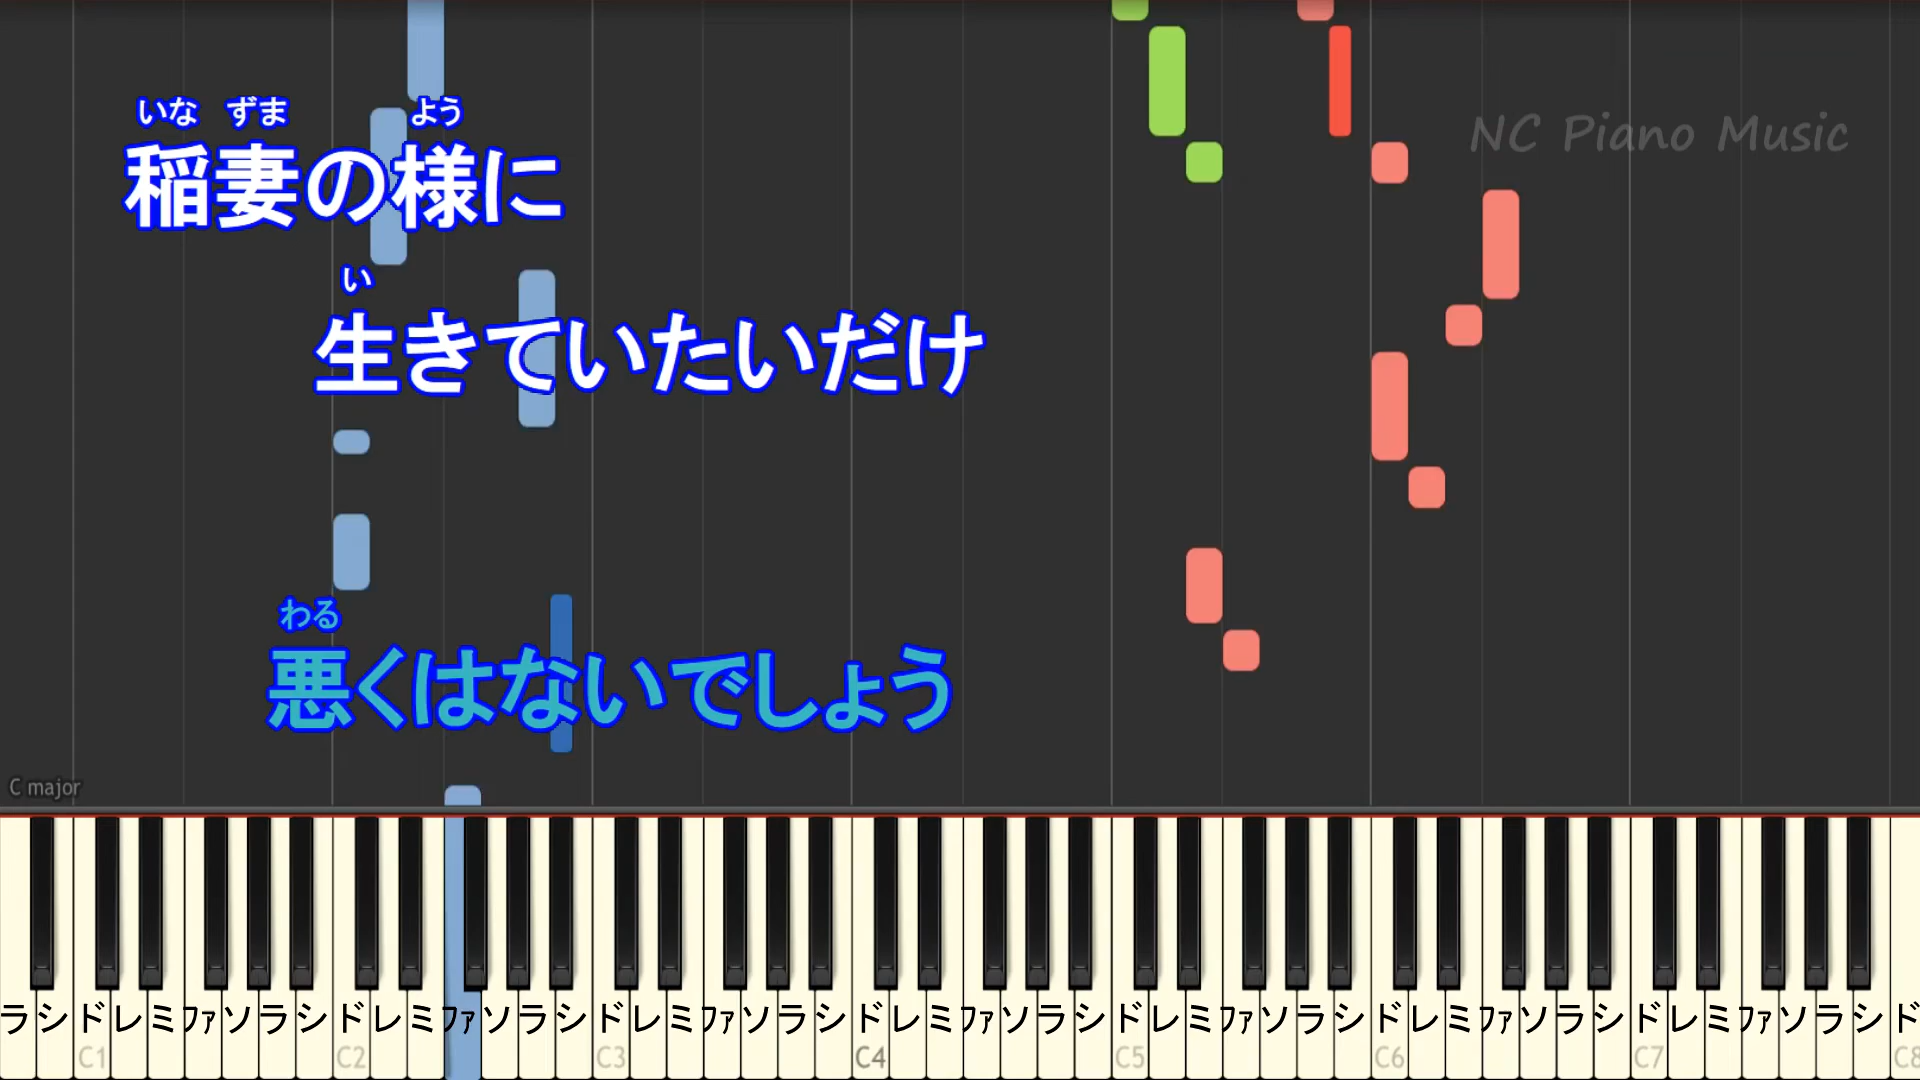 いな ずま よう
稲妻の様に
NC Piano Music
い
生きていたいだけ
わる
悪くはないでしょう
C major
ラシドレミファソラシドレミファソラシドレミファソラシドレミファソラシドレミファソラシドレミファソラシドレミファソラシド
C1 C2 C3 C4 C5 C6 C7 C8